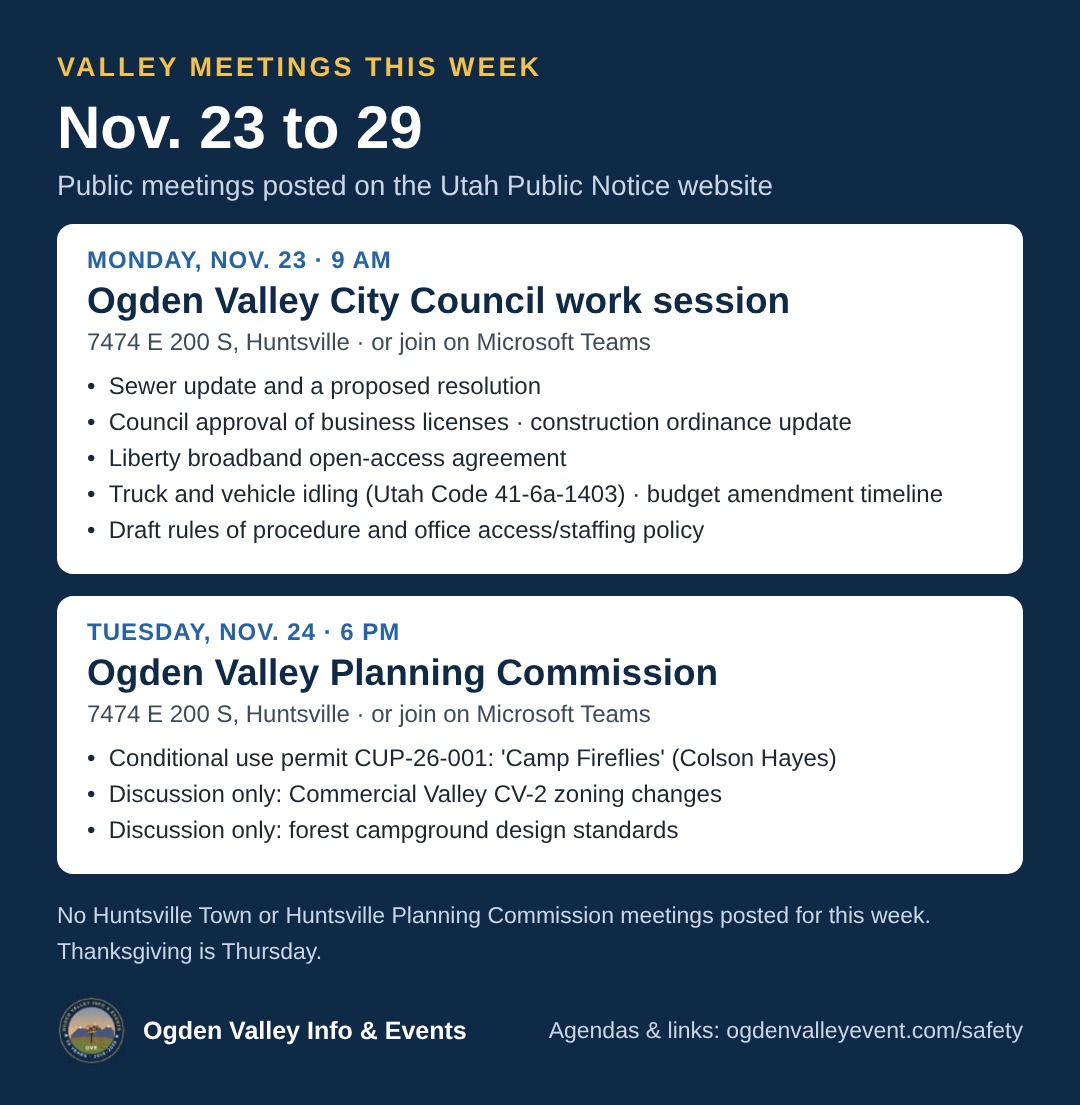 VALLEY MEETINGS THIS WEEK
Nov. 23 to 29
Public meetings posted on the Utah Public Notice website
MONDAY, NOV. 23 · 9 AM
Ogden Valley City Council work session
7474 E 200 S, Huntsville · or join on Microsoft Teams
• Sewer update and a proposed resolution
• Council approval of business licenses · construction ordinance update
• Liberty broadband open-access agreement
• Truck and vehicle idling (Utah Code 41-6a-1403) · budget amendment timeline
• Draft rules of procedure and office access/staffing policy
TUESDAY, NOV. 24 · 6 PM
Ogden Valley Planning Commission
7474 E 200 S, Huntsville · or join on Microsoft Teams
• Conditional use permit CUP-26-001: 'Camp Fireflies' (Colson Hayes)
• Discussion only: Commercial Valley CV-2 zoning changes
• Discussion only: forest campground design standards
No Huntsville Town or Huntsville Planning Commission meetings posted for this week.
Thanksgiving is Thursday.
OGDEN VALLEY INFO & EVENTS
OVE
Ogden Valley Info & Events
Agendas & links: ogdenvalleyevent.com/safety